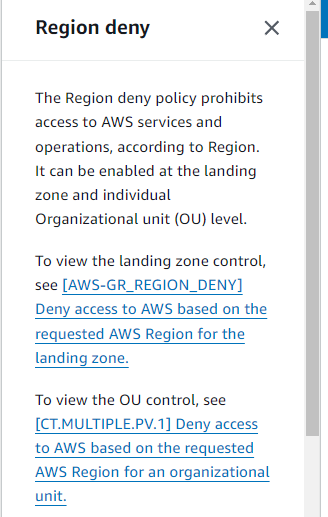 Region deny
The Region deny policy prohibits
access to AWS services and
operations, according to Region.
It can be enabled at the landing
zone and individual
Organizational unit (OU) level.
To view the landing zone control,
see [AWS-GR_REGION_DENY]
Deny access to AWS based on the
requested AWS Region for the
landing zone.
To view the OU control, see
[CT.MULTIPLE.PV.1] Deny access
to AWS based on the requested
AWS Region for an organizational
unit.